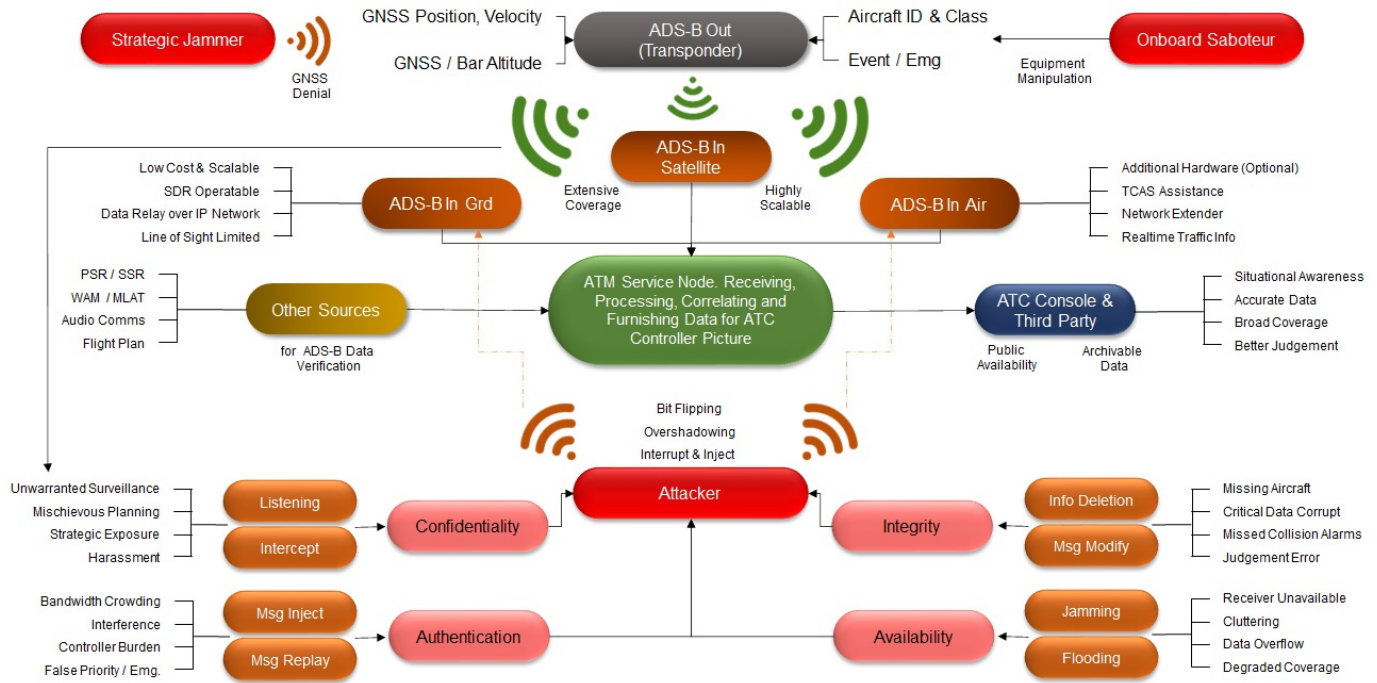 Strategic Jammer
GNSS
Denial
GNSS Position, Velocity
GNSS / Bar Altitude
ADS-B Out
(Transponder)
Aircraft ID & Class
Event / Emg
Equipment
Manipulation
Onboard Saboteur
Low Cost & Scalable
SDR Operatable
Data Relay over IP Network
Line of Sight Limited
ADS-B In Grd
Extensive
Coverage
ADS-B In
Satellite
Highly
Scalable
ADS-B In Air
Additional Hardware (Optional)
TCAS Assistance
Network Extender
Realtime Traffic Info
PSR / SSR
WAM / MLAT
Audio Comms
Flight Plan
Other Sources
for ADS-B Data
Verification
ATM Service Node. Receiving,
Processing, Correlating and
Furnishing Data for ATC
Controller Picture
ATC Console &
Third Party
Public
Availability
Archivable
Data
Situational Awareness
Accurate Data
Broad Coverage
Better Judgement
Bit Flipping
Overshadowing
Interrupt & Inject
Attacker
Unwarranted Surveillance
Mischievous Planning
Strategic Exposure
Harassment
Listening
Intercept
Confidentiality
Integrity
Info Deletion
Msg Modify
Missing Aircraft
Critical Data Corrupt
Missed Collision Alarms
Judgement Error
Bandwidth Crowding
Interference
Controller Burden
False Priority / Emg.
Msg Inject
Msg Replay
Authentication
Availability
Jamming
Flooding
Receiver Unavailable
Cluttering
Data Overflow
Degraded Coverage